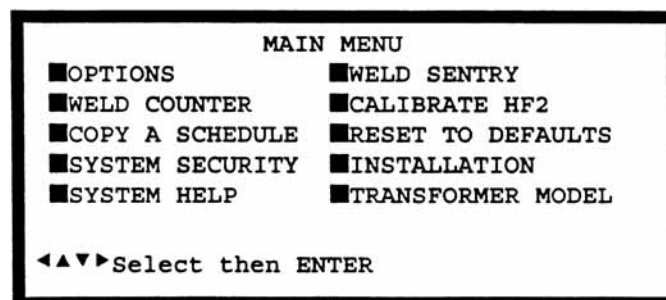 MAIN MENU
■OPTIONS ■WELD SENTRY
■WELD COUNTER ■CALIBRATE HF2
■COPY A SCHEDULE ■RESET TO DEFAULTS
■SYSTEM SECURITY ■INSTALLATION
■SYSTEM HELP ■TRANSFORMER MODEL
◄▲▼►Select then ENTER